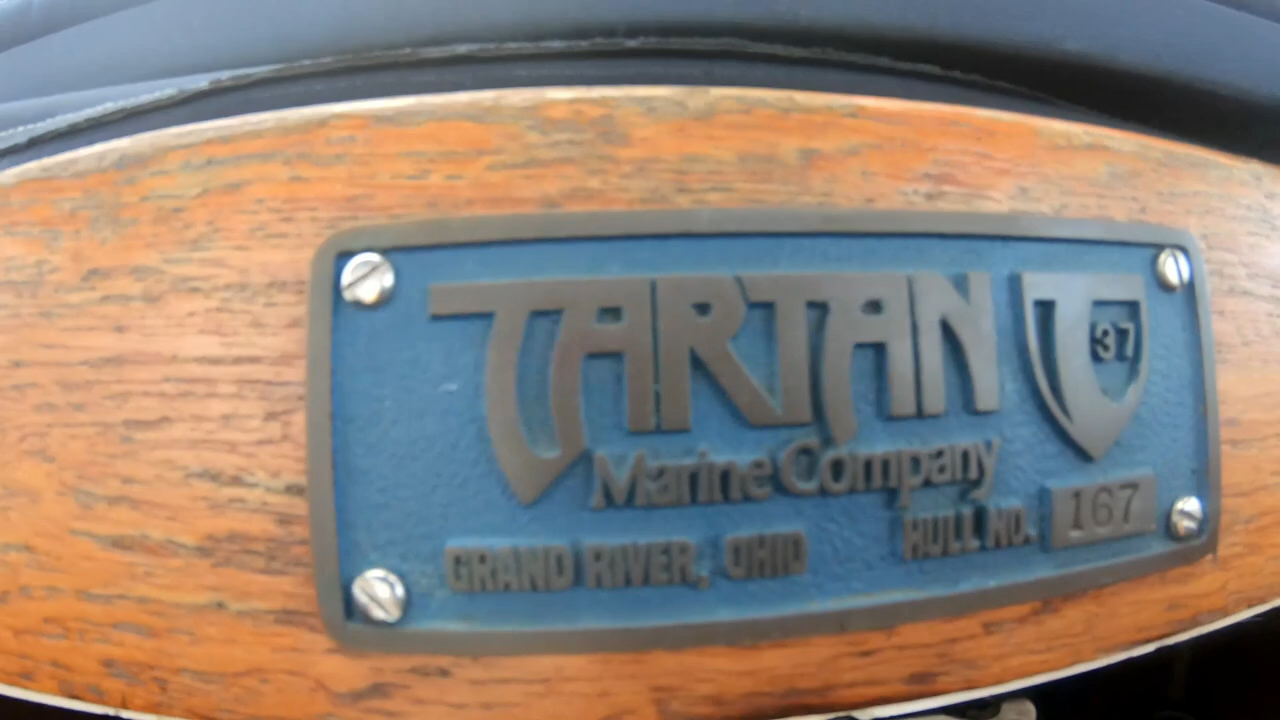 TARTAN
37
Marine Company
HULL NO. 167
GRAND RIVER, OHIO